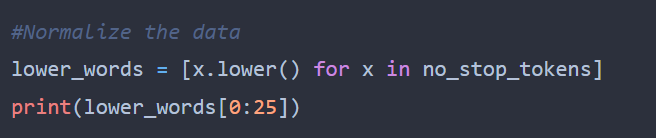 #Normalize the data
lower_words = [x.lower() for x in no_stop_tokens]
print(lower_words[0:25])